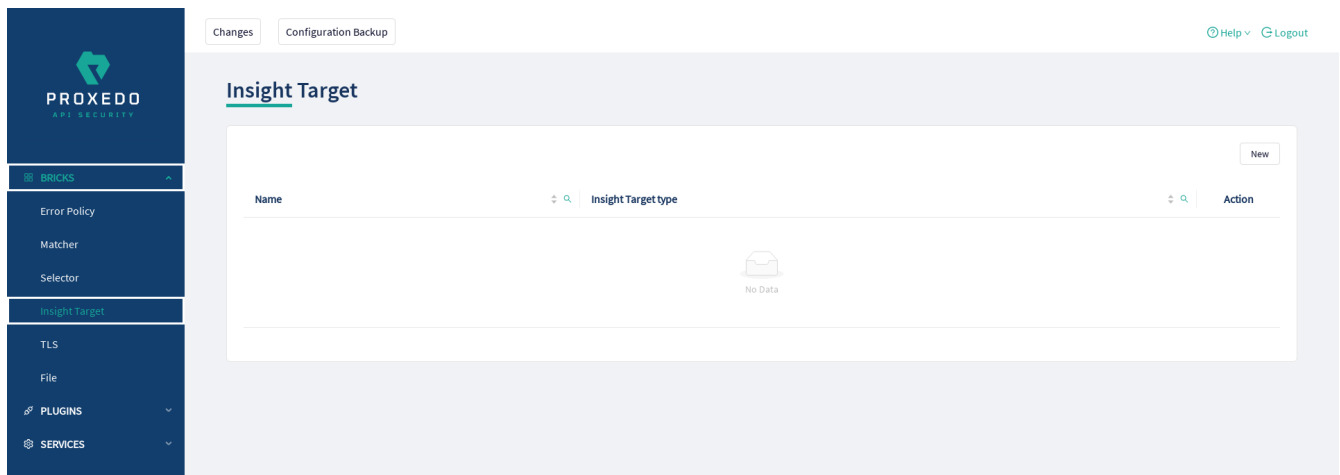 Changes
Configuration Backup
Help
Logout
PROXEDO
API SECURITY
Insight Target
New
BRICKS
Error Policy
Matcher
Selector
Insight Target
TLS
File
PLUGINS
SERVICES
Name
Insight Target type
Action
No Data